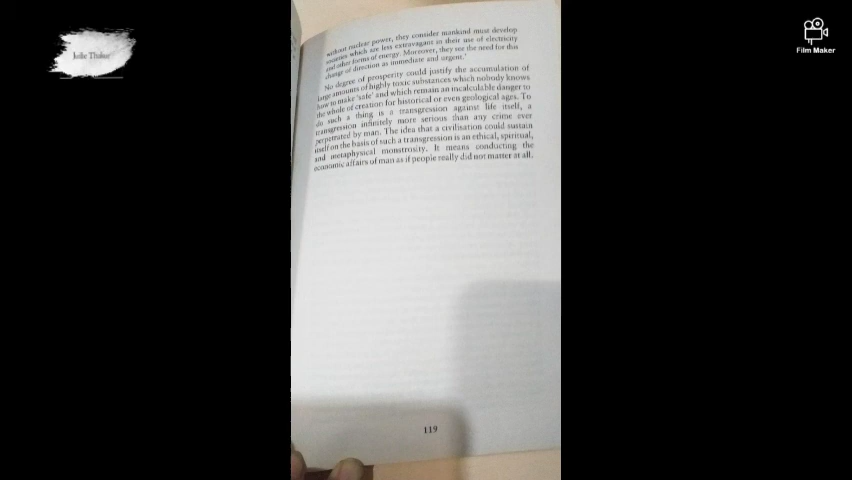 without nuclear power, they consider mankind must develop
societies which are less extravagant in their use of electricity
and other forms of energy. Moreover, they see the need for this
change of direction as immediate and urgent.'
No degree of prosperity could justify the accumulation of
large amounts of highly toxic substances which nobody knows
how to make 'safe' and which remain an incalculable danger to
the whole of creation for historical or even geological ages. To
do such a thing is a transgression against life itself, a
transgression infinitely more serious than any crime ever
perpetrated by man. The idea that a civilisation could sustain
itself on the basis of such a transgression is an ethical, spiritual,
and metaphysical monstrosity. It means conducting the
economic affairs of man as if people really did not matter at all.
119
Film Maker